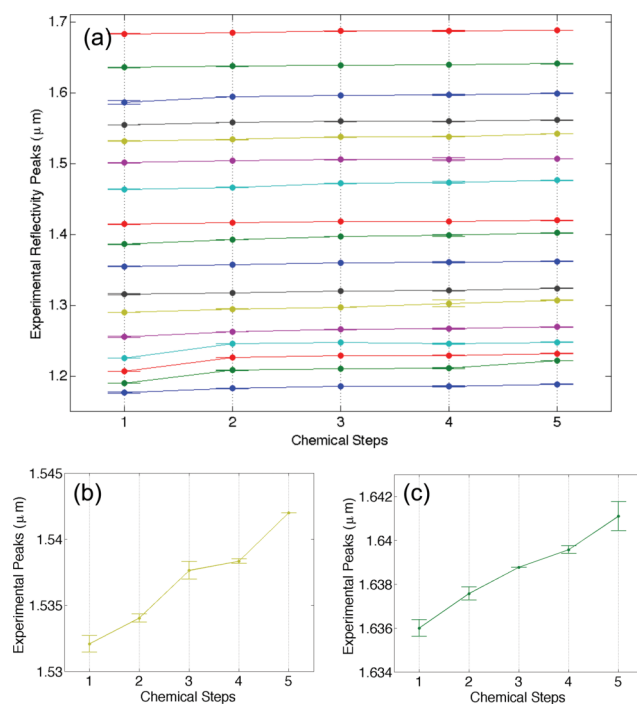 (a)
Experimental Reflectivity Peaks (μm)
1.7
1.6
1.5
1.4
1.3
1.2
1 2 3 4 5
Chemical Steps
(b)
Experimental Peaks (μm)
1.545
1.54
1.535
1.53
1 2 3 4 5
Chemical Steps
(c)
Experimental Peaks (μm)
1.642
1.64
1.638
1.636
1.634
1 2 3 4 5
Chemical Steps